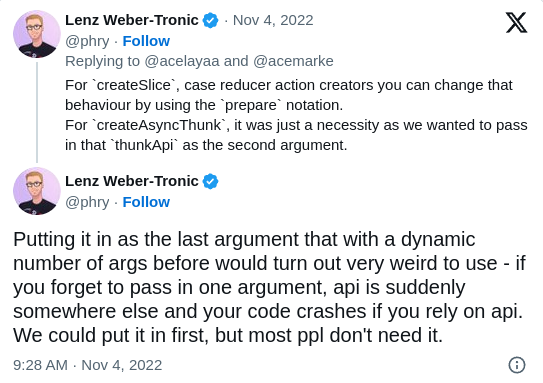 Lenz Weber-Tronic · Nov 4, 2022
@phry · Follow
Replying to @acelayaa and @acemarke
For `createSlice`, case reducer action creators you can change that
behaviour by using the `prepare` notation.
For `createAsyncThunk`, it was just a necessity as we wanted to pass
in that `thunkApi` as the second argument.
Lenz Weber-Tronic
@phry · Follow
Putting it in as the last argument that with a dynamic
number of args before would turn out very weird to use - if
you forget to pass in one argument, api is suddenly
somewhere else and your code crashes if you rely on api.
We could put it in first, but most ppl don't need it.
9:28 AM · Nov 4, 2022